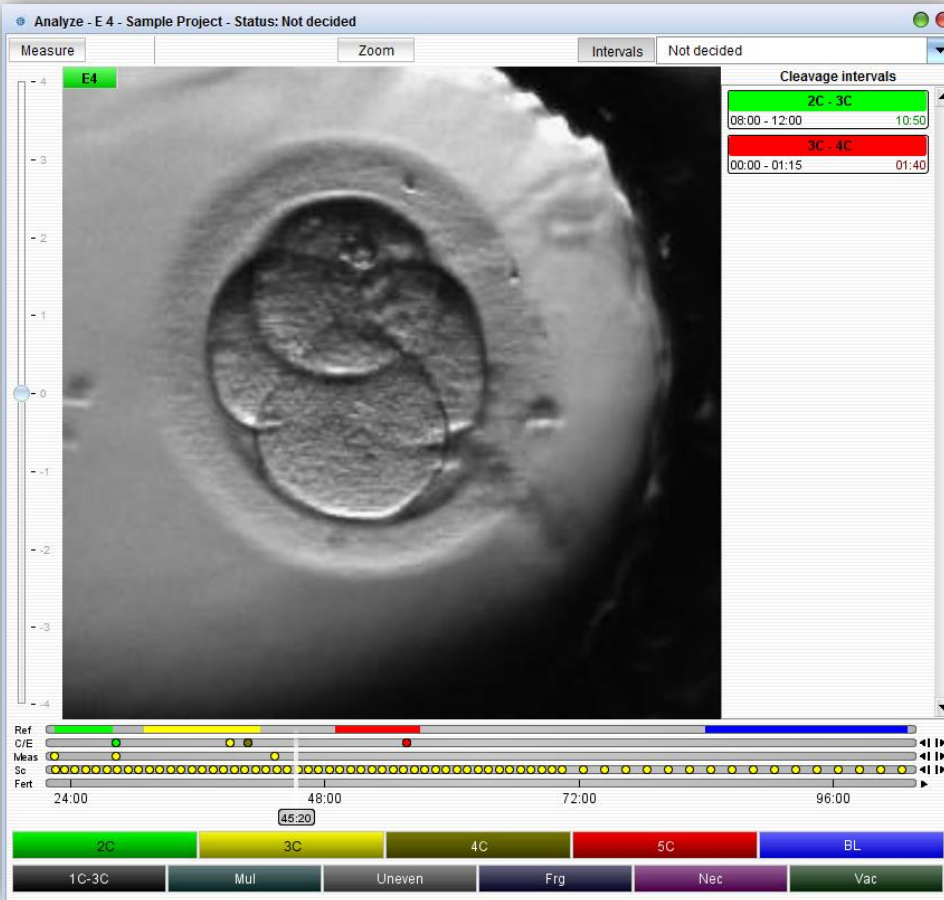 Analyze - E 4 - Sample Project - Status: Not decided
Measure Zoom Intervals Not decided
E4
4
3
2
1
0
-1
-2
-3
-4
Cleavage intervals
2C - 3C
08:00 - 12:00 10:50
3C - 4C
00:00 - 01:15 01:40
Ref
C/E
Meas
Sc
Fert
24:00 48:00 72:00 96:00
45:20
2C 3C 4C 5C BL
1C-3C Mul Uneven Frg Nec Vac